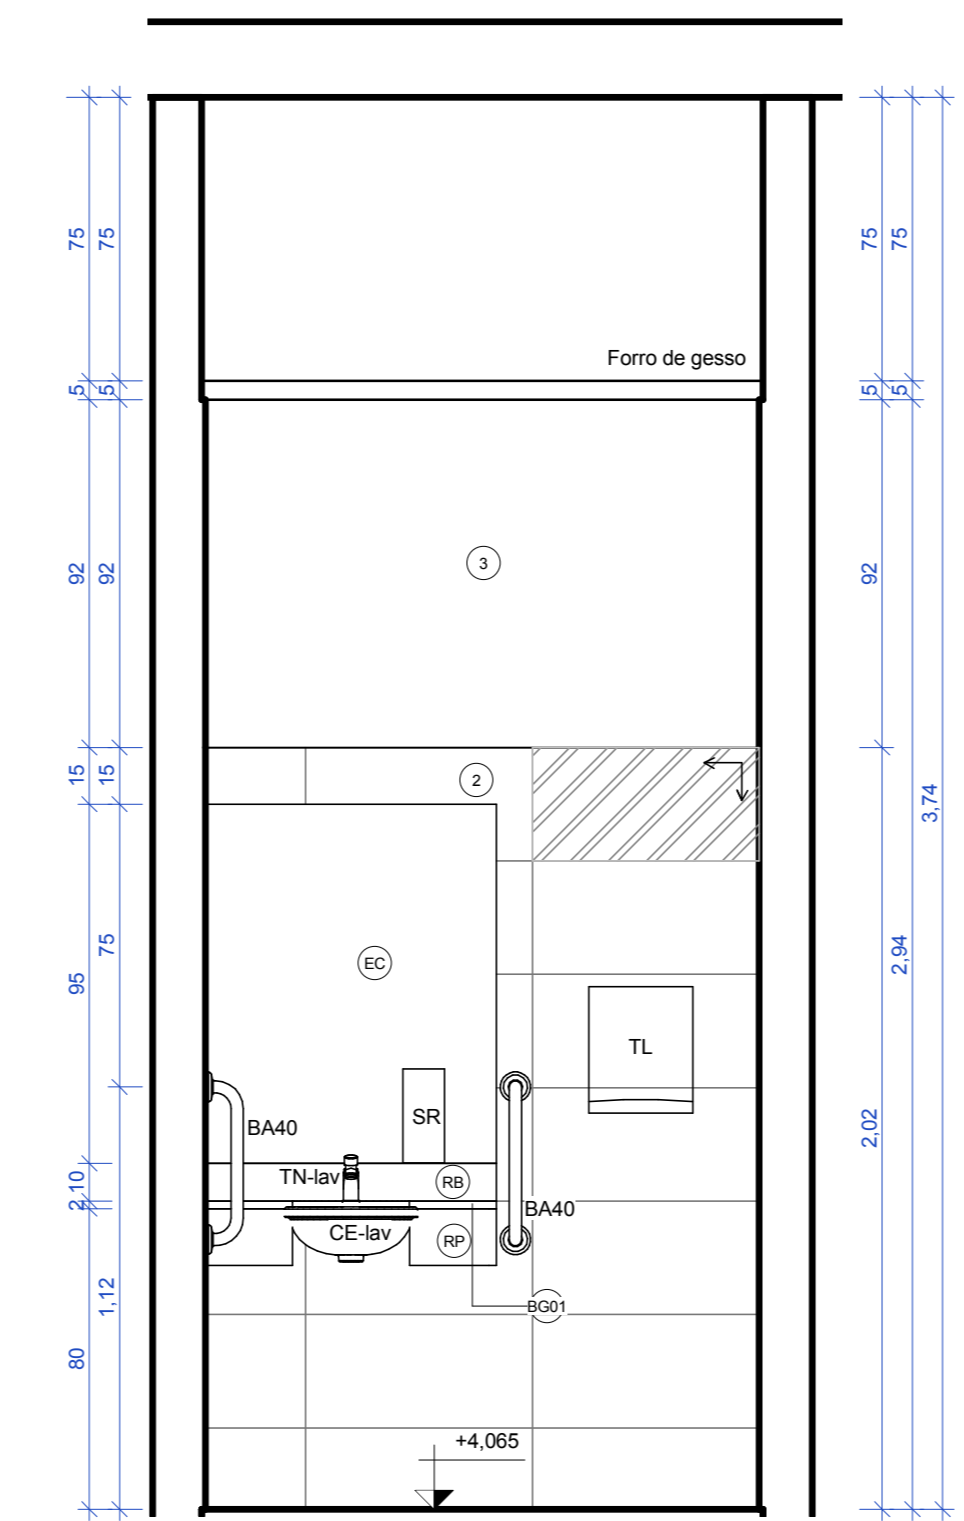 75 75 75 75
Forro de gesso
5 5 5 5
92 92 3 92
15 15 2
3,74
75 2,94
95 EC
TL
SR
BA40 2,02
TN-lav RB
10
2
BA40
CE-lav RP
1,12 BG01
80
+4,065